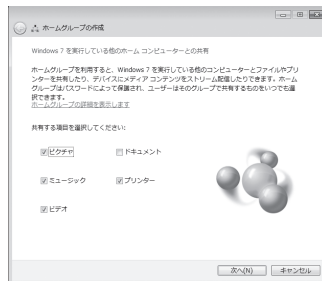 ホームグループの作成
Windows 7 を実行している他のホーム コンピューターとの共有
ホームグループを利用すると、Windows 7 を実行している他のコンピューターとファイルやプリ
ンターを共有したり、デバイスにメディア コンテンツをストリーム配信したりできます。ホーム
グループはパスワードによって保護され、ユーザーはそのグループで共有するものをいつでも選
択できます。
ホームグループの詳細を表示します
共有する項目を選択してください:
ピクチャ ドキュメント
ミュージック プリンター
ビデオ
次へ(N) キャンセル